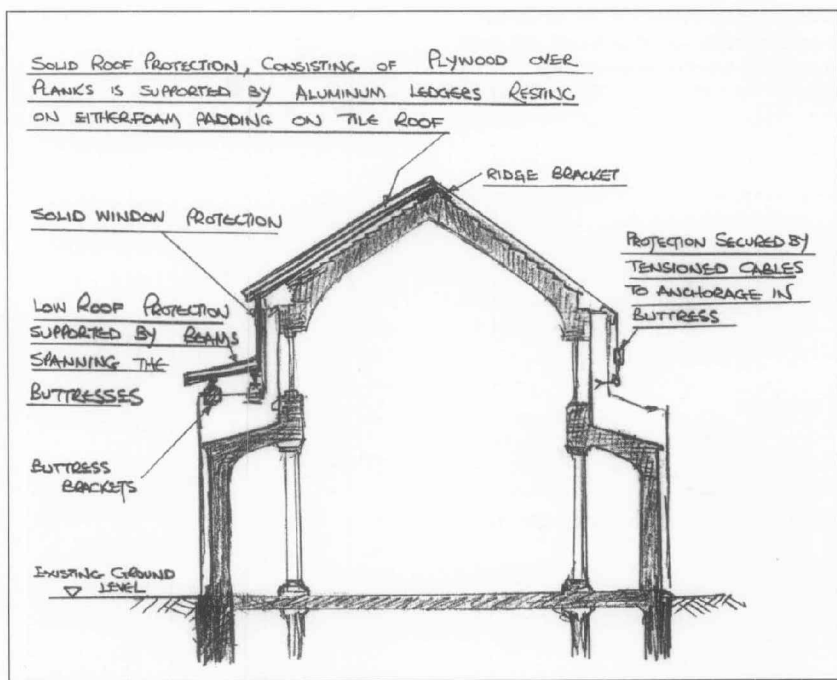 SOLID ROOF PROTECTION, CONSISTING OF PLYWOOD OVER
PLANKS IS SUPPORTED BY ALUMINUM LEDGERS RESTING
ON EITHERFOAM PADDING ON TILE ROOF
RIDGE BRACKET
SOLID WINDOW PROTECTION
PROTECTION SECURED BY
TENSIONED CABLES
TO ANCHORAGE IN
BUTTRESS
LOW ROOF PROTECTION
SUPPORTED BY BEAMS
SPANNING THE
BUTTRESSES
BUTTRESS
BRACKETS
EXISTING GROUND
LEVEL